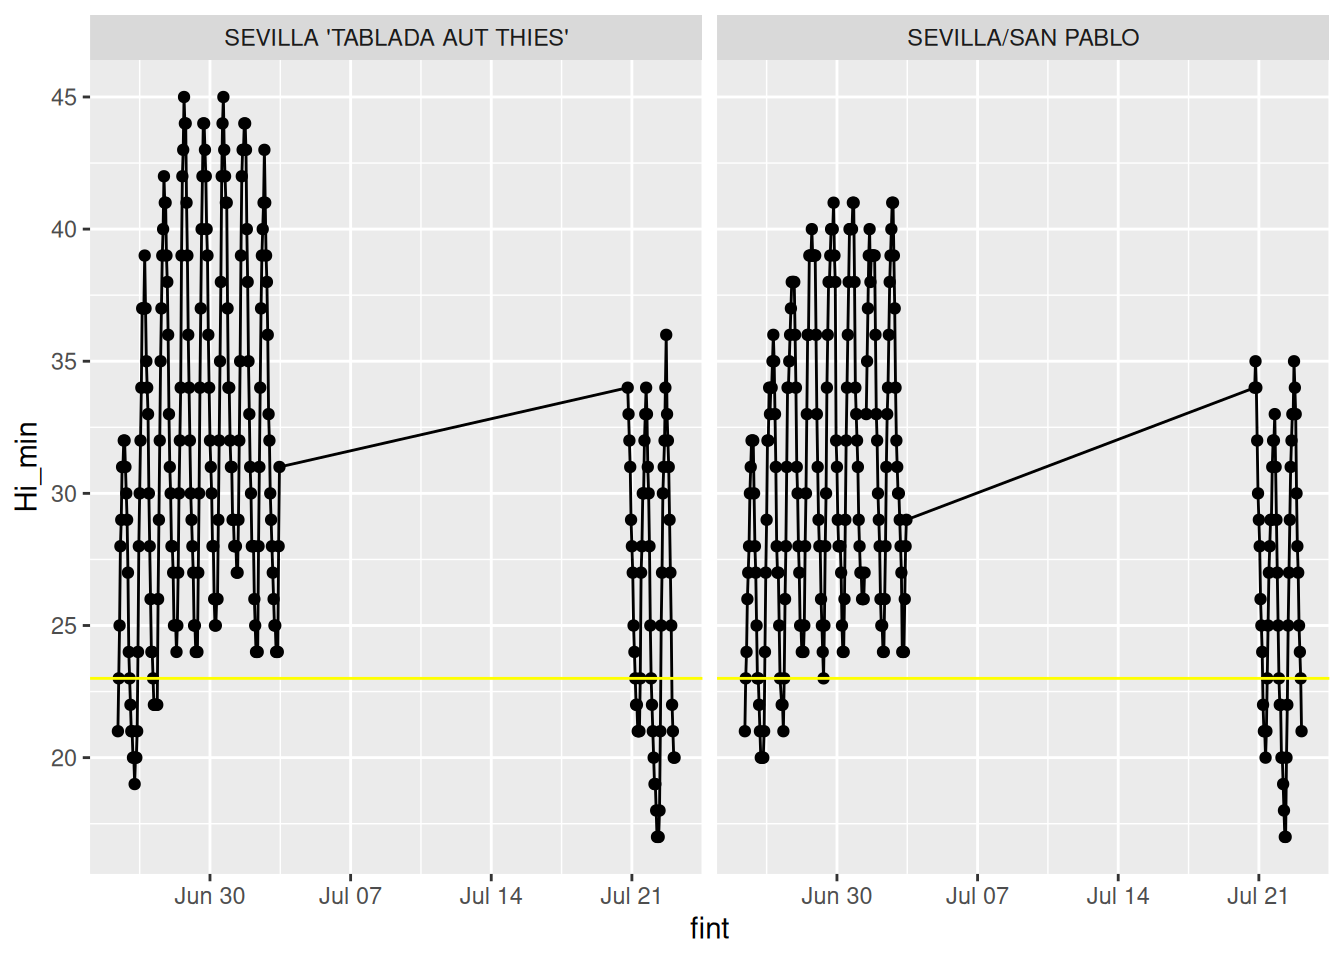 SEVILLA 'TABLADA AUT THIES'
SEVILLA/SAN PABLO
Hi_min
45
40
35
30
25
20
Jun 30
Jul 07
Jul 14
Jul 21
Jun 30
Jul 07
Jul 14
Jul 21
fint